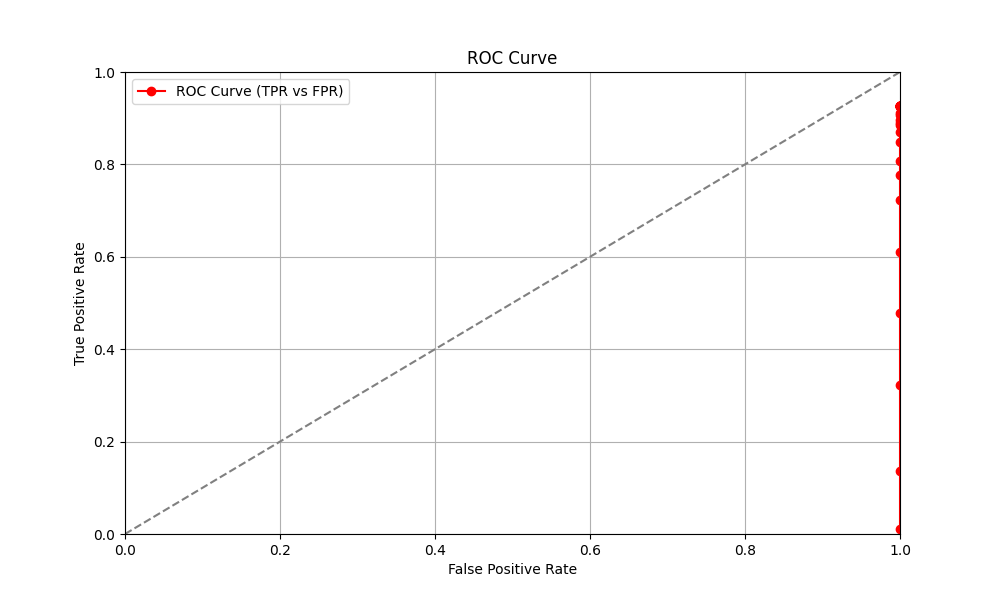 ROC Curve
ROC Curve (TPR vs FPR)
True Positive Rate
1.0
0.8
0.6
0.4
0.2
0.0
0.0 0.2 0.4 0.6 0.8 1.0
False Positive Rate